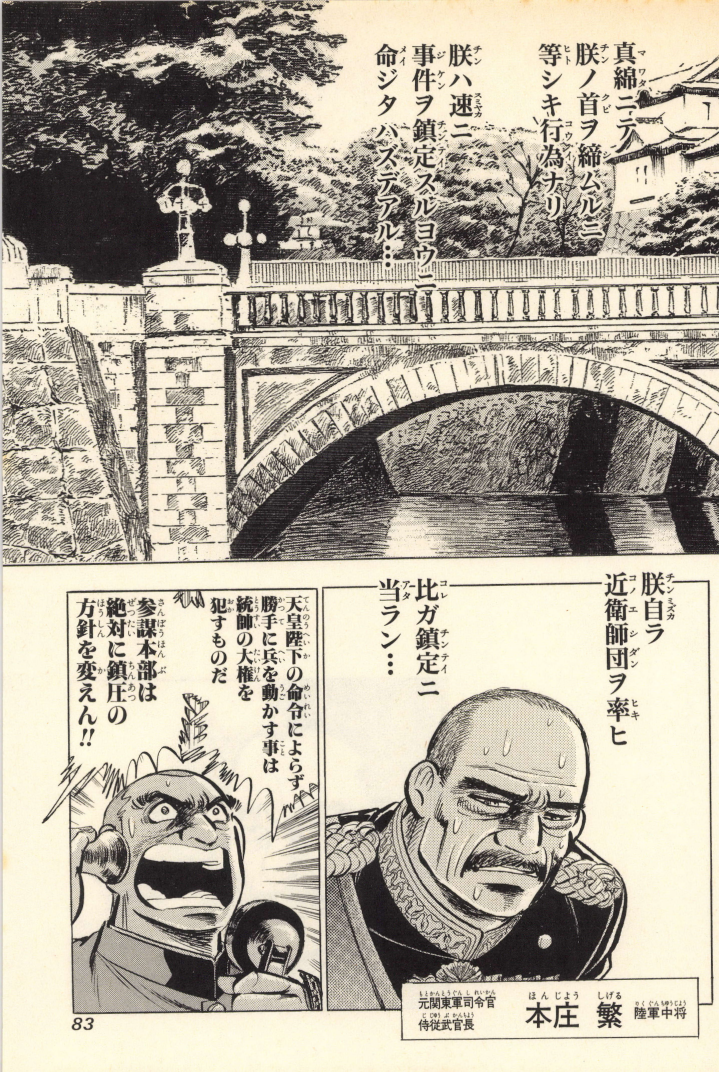 真綿ニテ
朕ノ首ヲ締ムルニ
等シキ行為ナリ
朕ハ速ニ
事件ヲ鎮定スルヨウニ
命ジタハズデアル…
朕自ラ
近衛師団ヲ率ヒ
比ガ鎮定ニ
当ラン…
元関東軍司令官
侍従武官長
本庄 繁
陸軍中将
天皇陛下の命令によらず
勝手に兵を動かす事は
統師の大権を
犯すものだ
参謀本部は
絶対に鎮圧の
方針を変えん!!
83